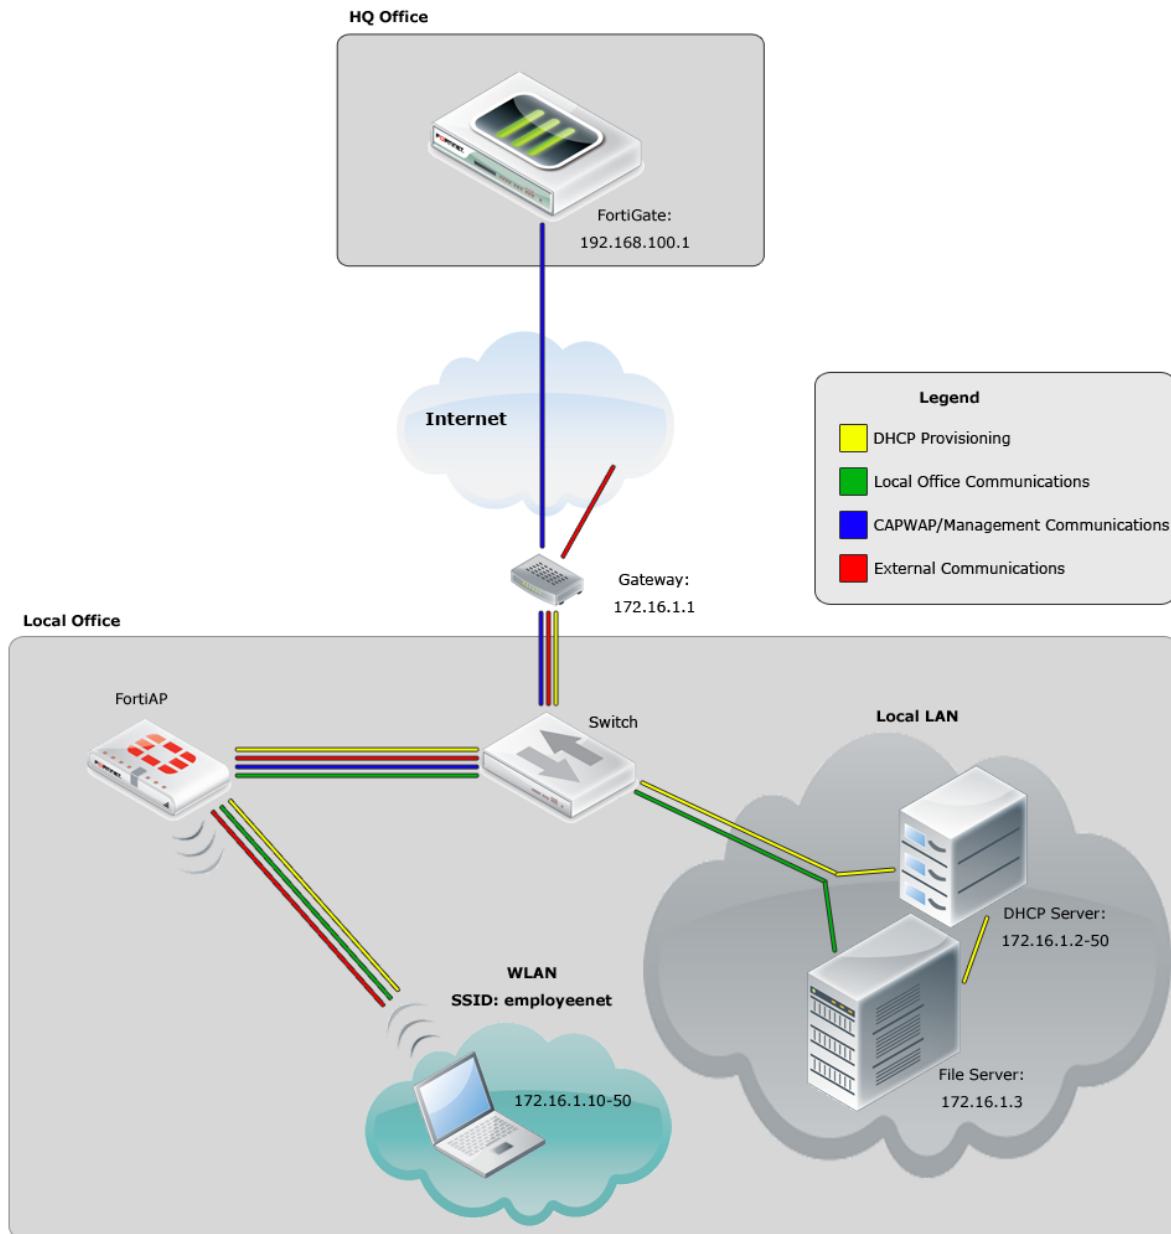 HQ Office
FORTINET
FortiGate:
192.168.100.1
Internet
Legend
DHCP Provisioning
Local Office Communications
CAPWAP/Management Communications
External Communications
Gateway:
172.16.1.1
Local Office
FortiAP
FORTINET
Switch
Local LAN
DHCP Server:
172.16.1.2-50
WLAN
SSID: employeenet
172.16.1.10-50
File Server:
172.16.1.3